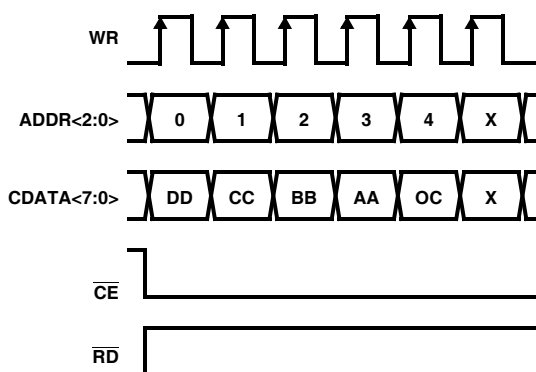 WR
ADDR<2:0> 0 1 2 3 4 X
CDATA<7:0> DD CC BB AA OC X
CE
RD